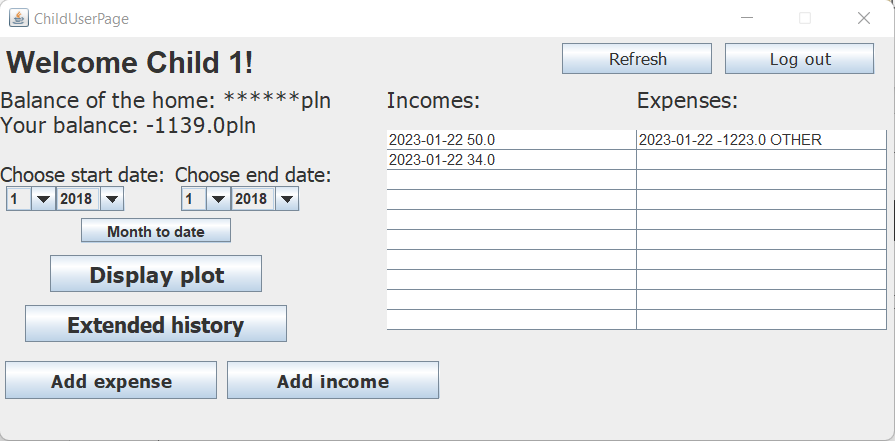 ChildUserPage
Welcome Child 1!
Refresh
Log out
Balance of the home: ******pln
Your balance: -1139.0pln
Incomes:
Expenses:
2023-01-22 50.0
2023-01-22 -1223.0 OTHER
2023-01-22 34.0
Choose start date:
Choose end date:
1 2018
1 2018
Month to date
Display plot
Extended history
Add expense
Add income